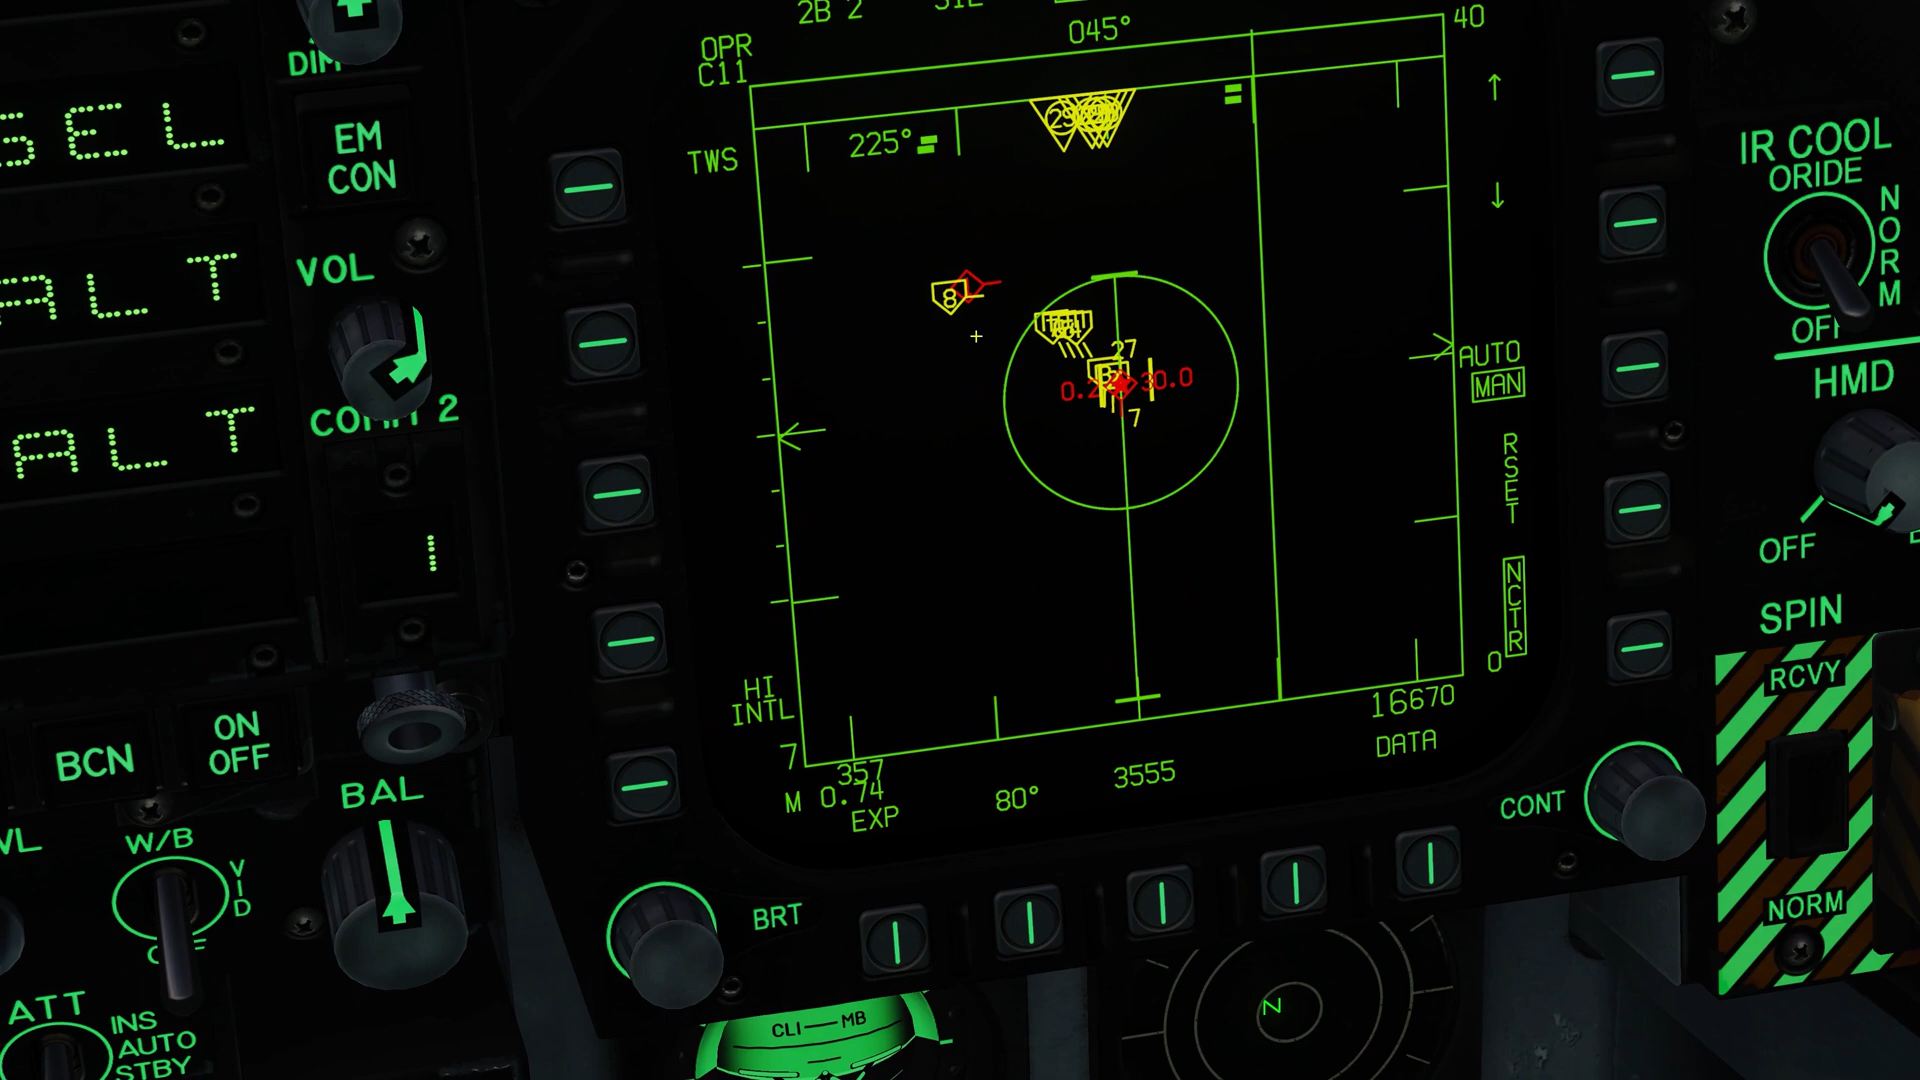 SEL
ALT
ALT
DIM
EM
CON
VOL
COMM 2
1
BCN
ON
OFF
BAL
W/B
VID
ATT
INS
AUTO
STBY
2B 2
OPR
C11
045°
40
TWS
225°
8
27
30.0
7
AUTO
MAN
RSET
NCTR
0
HI
INTL
7
357
M 0.74
EXP
80°
3555
16670
DATA
BRT
CONT
CLI—MB
N
IR COOL
ORIDE
NORM
OFF
HMD
OFF
SPIN
RCVY
NORM